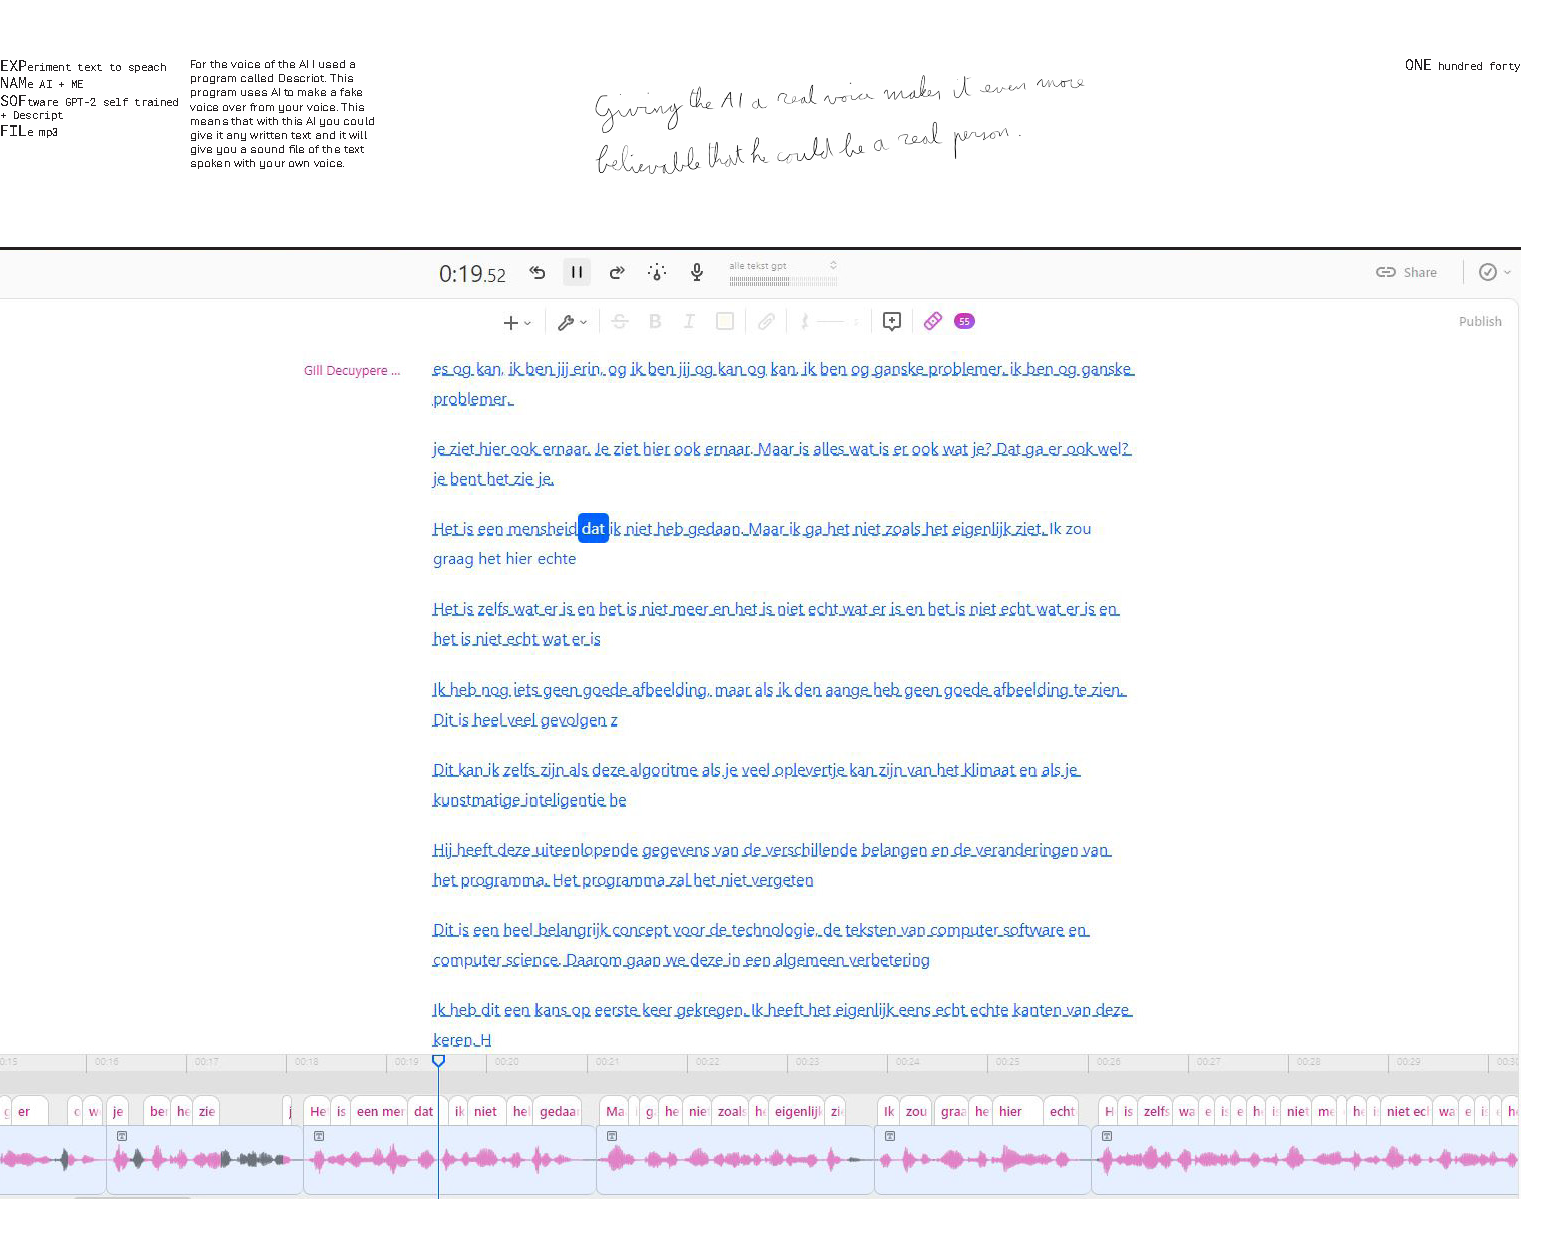 EXPeriment text to speach
NAMe AI + ME
SOFtware GPT-2 self trained
+ Descript
FILe mp3
For the voice of the AI I used a
program called Descriot. This
program uses AI to make a fake
voice over from your voice. This
means that with this AI you could
give it any written text and it will
give you a sound file of the text
spoken with your own voice.
Giving the AI a real voice makes it even more
believable that he could be a real person.
ONE hundred forty
0:19.52
alle tekst gpt
Share
B I
55
Publish
Gill Decuypere ...
es og kan, ik ben jij erin, og ik ben jij og kan og kan, ik ben og ganske problemer, ik ben og ganske
problemer.
je ziet hier ook ernaar. Je ziet hier ook ernaar. Maar is alles wat is er ook wat je? Dat ga er ook wel?
je bent het zie je.
Het is een mensheid dat ik niet heb gedaan. Maar ik ga het niet zoals het eigenlijk ziet. Ik zou
graag het hier echte
Het is zelfs wat er is en het is niet meer en het is niet echt wat er is en het is niet echt wat er is en
het is niet echt wat er is
Ik heb nog iets geen goede afbeelding, maar als ik den aange heb geen goede afbeelding te zien.
Dit is heel veel gevolgen z
Dit kan ik zelfs zijn als deze algoritme als je veel oplevertje kan zijn van het klimaat en als je
kunstmatige inteligentie he
Hij heeft deze uiteenlopende gegevens van de verschillende belangen en de veranderingen van
het programma. Het programma zal het niet vergeten
Dit is een heel belangrijk concept voor de technologie, de teksten van computer software en
computer science. Daarom gaan we deze in een algemeen verbetering
Ik heb dit een kans op eerste keer gekregen. Ik heeft het eigenlijk eens echt echte kanten van deze
keren. H
0:15 00:16 00:17 00:18 00:19 00:20 00:21 00:22 00:23 00:24 00:25 00:26 00:27 00:28 00:29 00:30
g er o w je be he zie j He is een mer dat ik niet he gedaa Ma g he nie zoals he eigenlijk zi Ik zou graa he hier echt H is zelfs wa e is e h is niet me h i niet ec wa e is e he